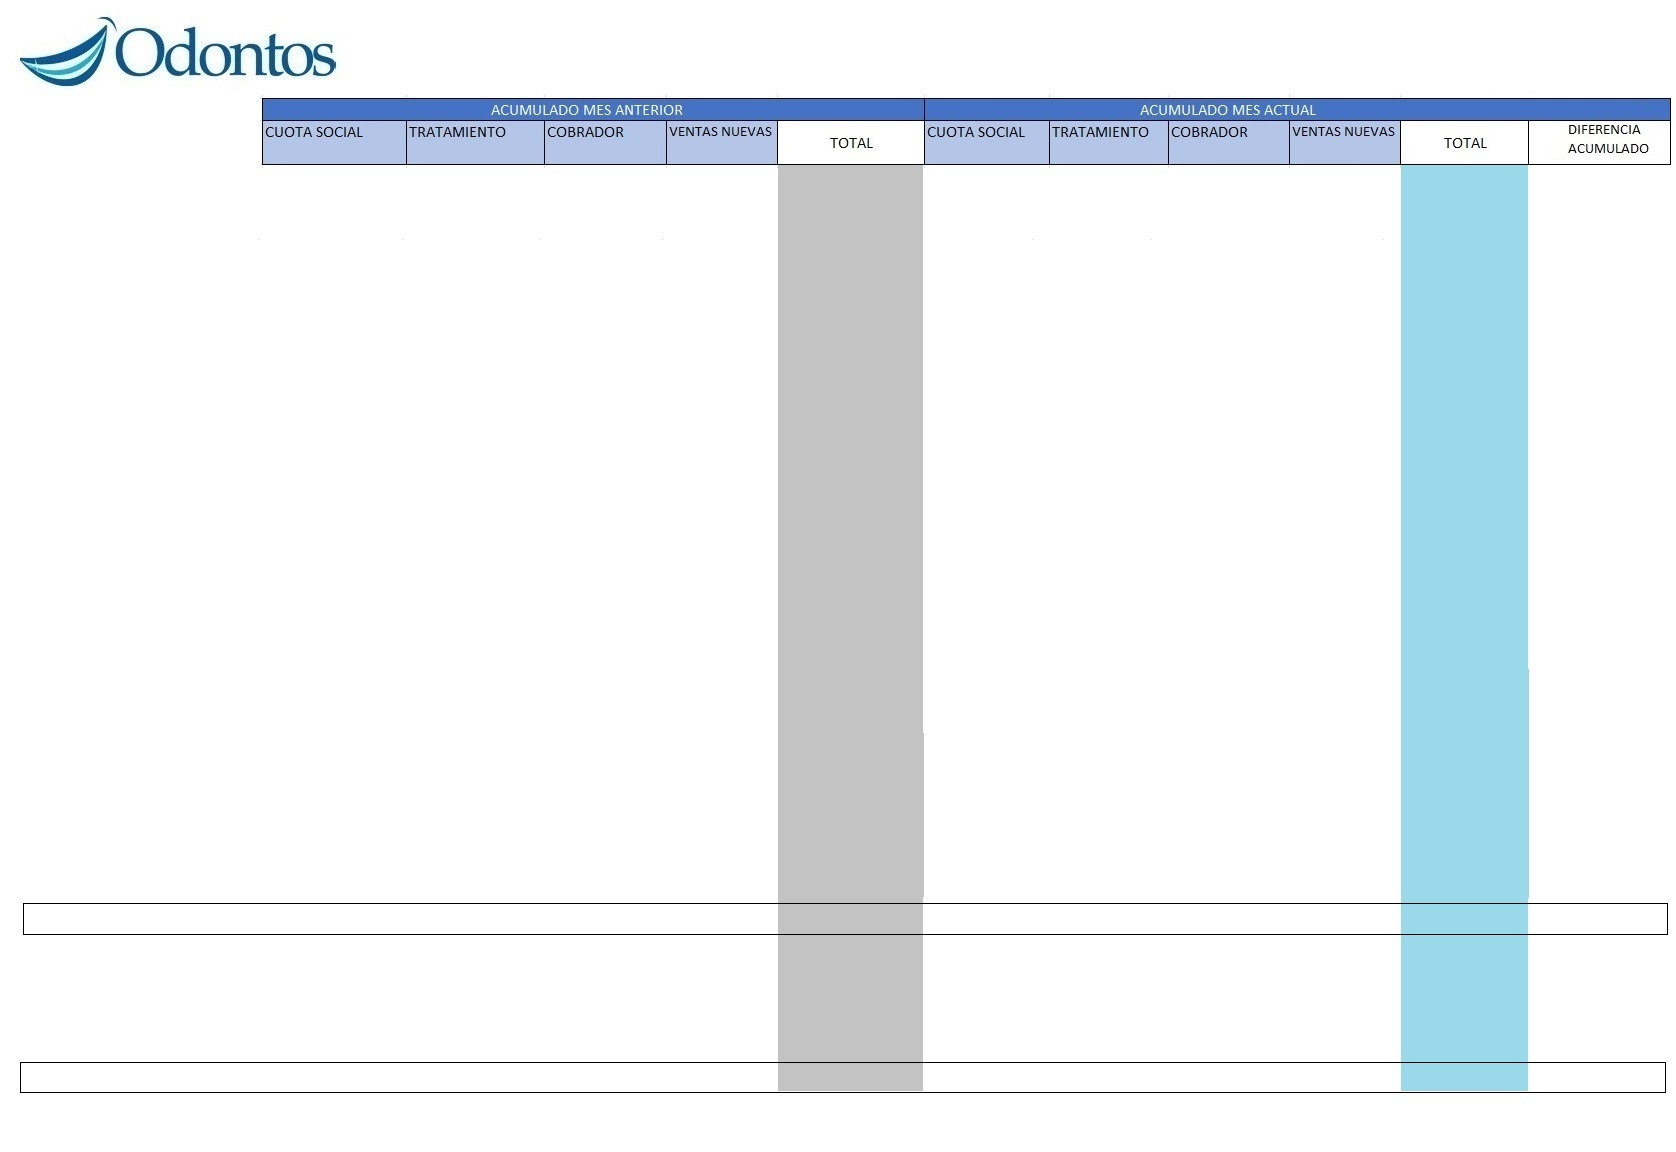 Odontos
ACUMULADO MES ANTERIOR ACUMULADO MES ACTUAL
CUOTA SOCIAL TRATAMIENTO COBRADOR VENTAS NUEVAS TOTAL CUOTA SOCIAL TRATAMIENTO COBRADOR VENTAS NUEVAS TOTAL DIFERENCIA
ACUMULADO